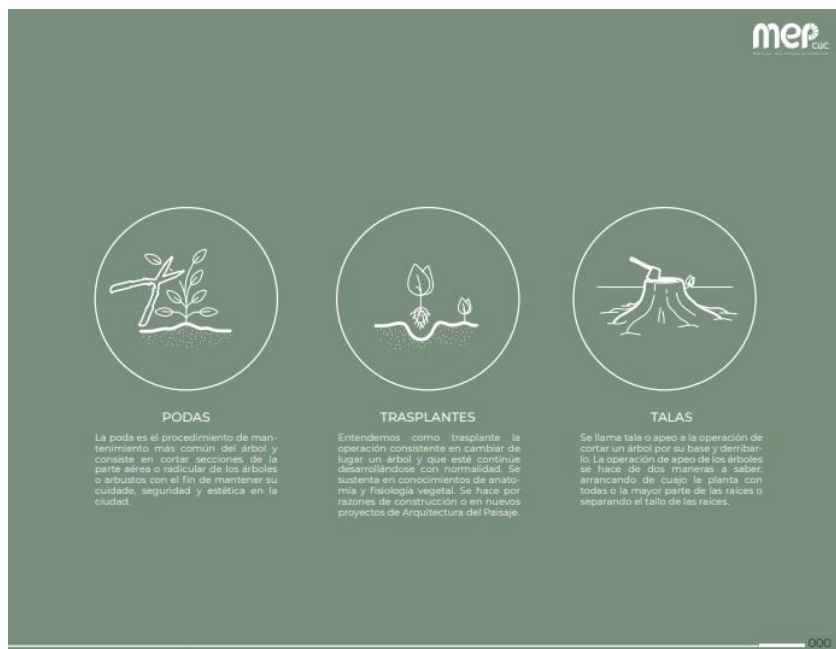 mep
cuc
PODAS
La poda es el procedimiento de man-
tenimiento más común del árbol y
consiste en cortar secciones de la
parte aérea o radicular de los árboles
o arbustos con el fin de mantener su
cuidade, seguridad y estética en la
ciudad.
TRASPLANTES
Entendemos como trasplante la
operación consistente en cambiar de
lugar un árbol y que esté continúe
desarrollándose con normalidad. Se
sustenta en conocimientos de anato-
mía y fisiología vegetal. Se hace por
razones de construcción o en nuevos
proyectos de Arquitectura del Paisaje.
TALAS
Se llama tala o apeo a la operación de
cortar un árbol por su base y derribar-
lo. La operación de apeo de los árboles
se hace de dos maneras a saber:
arrancando de cuajo la planta con
todas o la mayor parte de las raíces o
separando el tallo de las raíces.
000